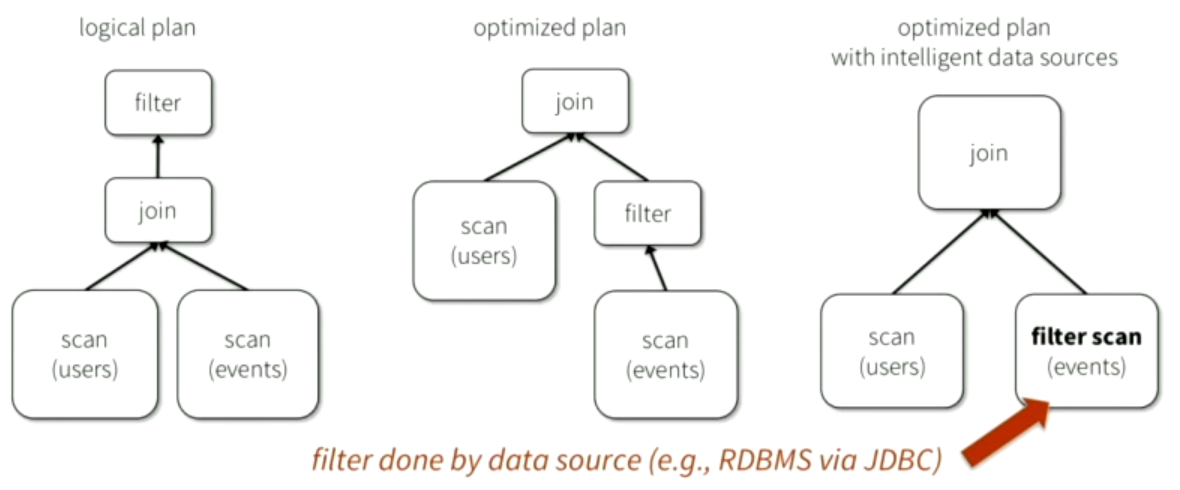 logical plan
filter
join
scan
(users)
scan
(events)
optimized plan
join
scan
(users)
filter
scan
(events)
optimized plan
with intelligent data sources
join
scan
(users)
filter scan
(events)
filter done by data source (e.g., RDBMS via JDBC)